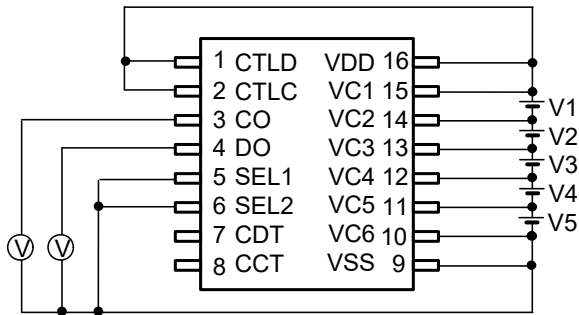 1 CTLD VDD 16
2 CTLC VC1 15
V1
3 CO VC2 14
V2
4 DO VC3 13
V3
5 SEL1 VC4 12
V4
6 SEL2 VC5 11
V5
V V
7 CDT VC6 10
8 CCT VSS 9